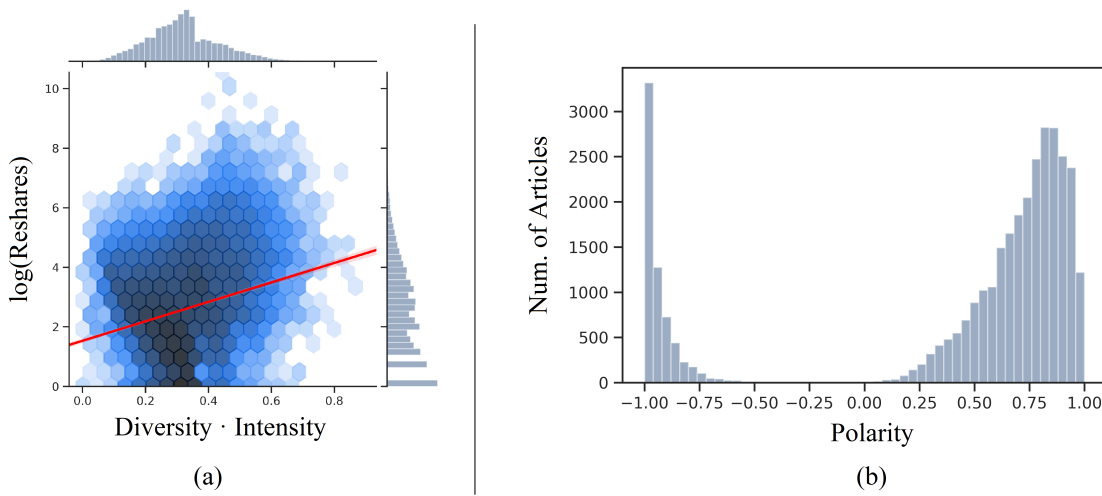 10
8
6
4
2
0
log(Reshares)
0.0 0.2 0.4 0.6 0.8
Diversity · Intensity
(a)
3000
2500
2000
1500
1000
500
0
Num. of Articles
−1.00 −0.75 −0.50 −0.25 0.00 0.25 0.50 0.75 1.00
Polarity
(b)